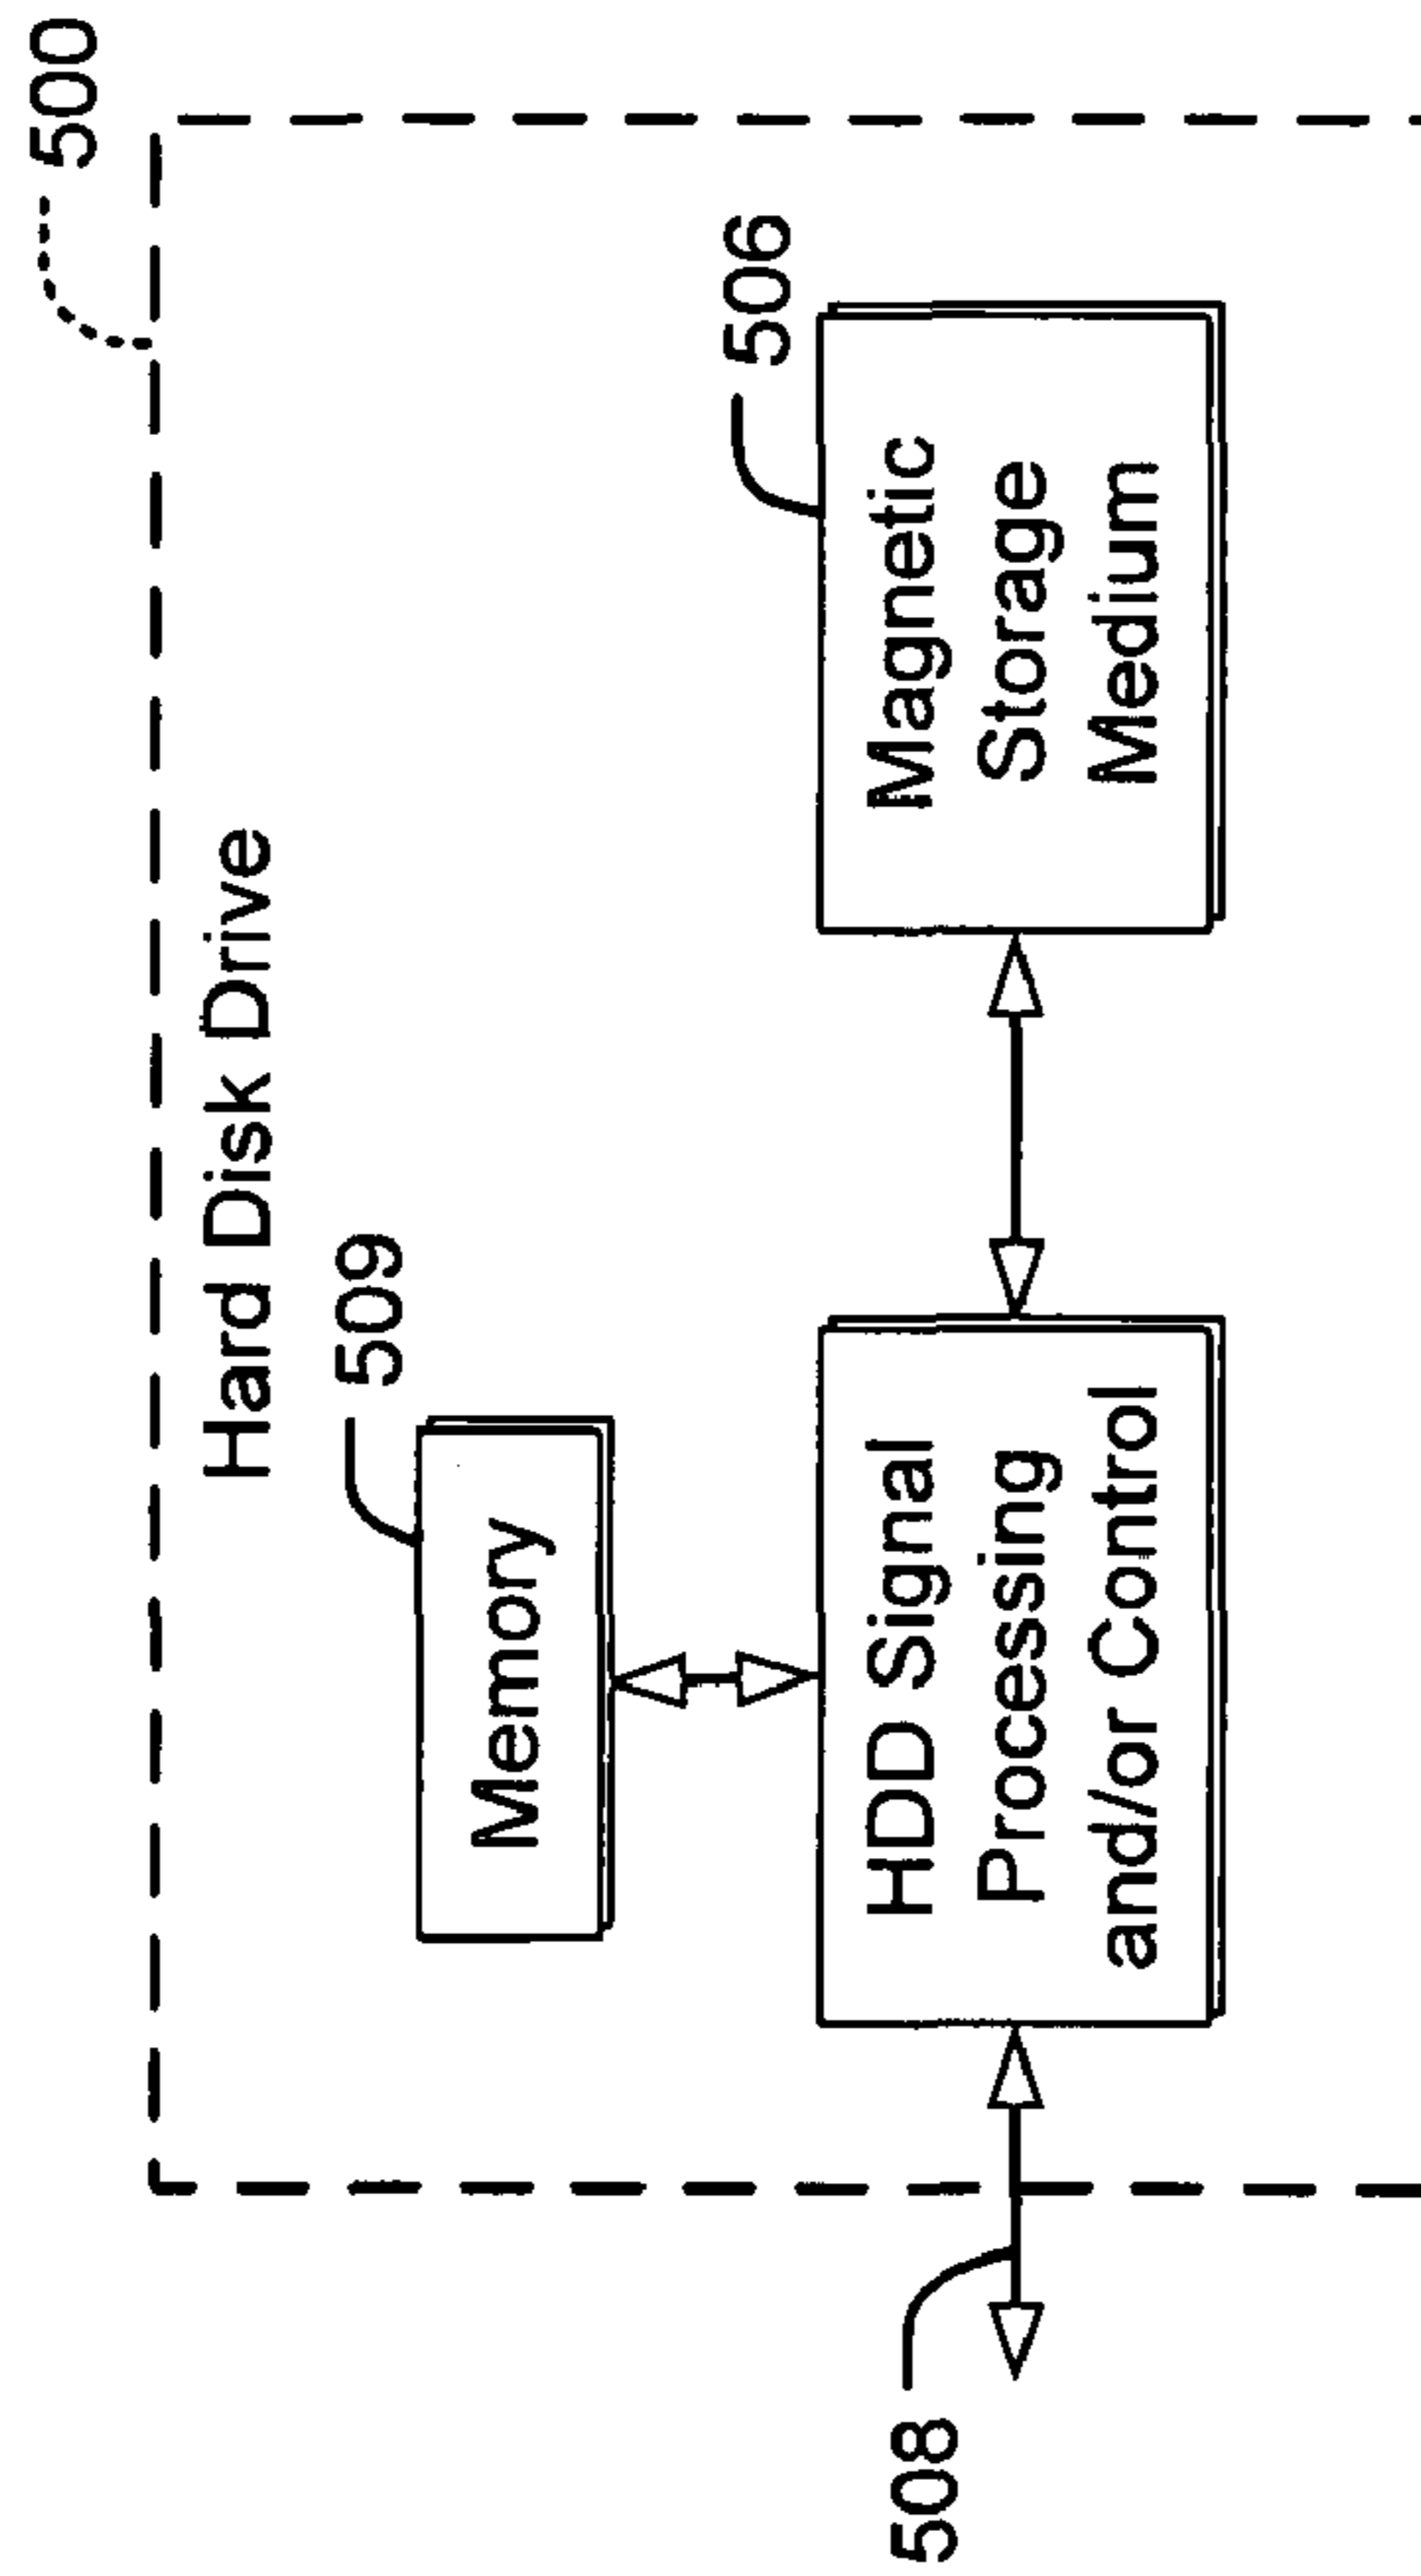 500
Hard Disk Drive
509
Memory
506
508
HDD Signal
Processing
and/or Control
Magnetic
Storage
Medium